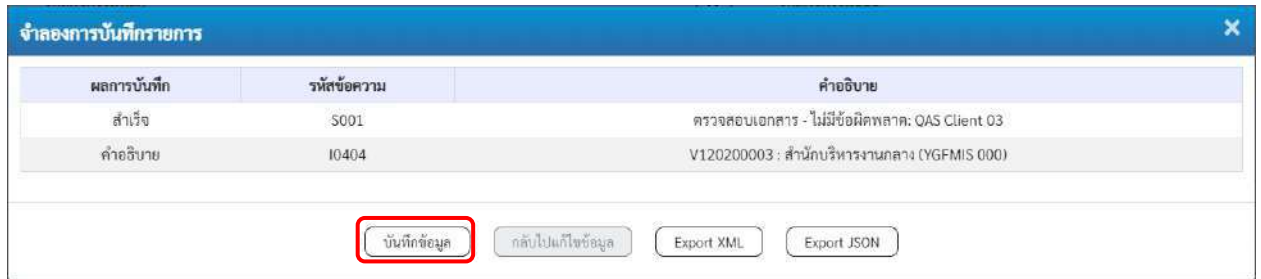 จำลองการบันทึกรายการ ×
ผลการบันทึก รหัสข้อความ คำอธิบาย
สำเร็จ S001 ตรวจสอบเอกสาร - ไม่มีข้อผิดพลาด: QAS Client 03
คำอธิบาย I0404 V120200003 : สำนักบริหารงานกลาง (YGFMIS 000)
บันทึกข้อมูล กลับไปแก้ไขข้อมูล Export XML Export JSON